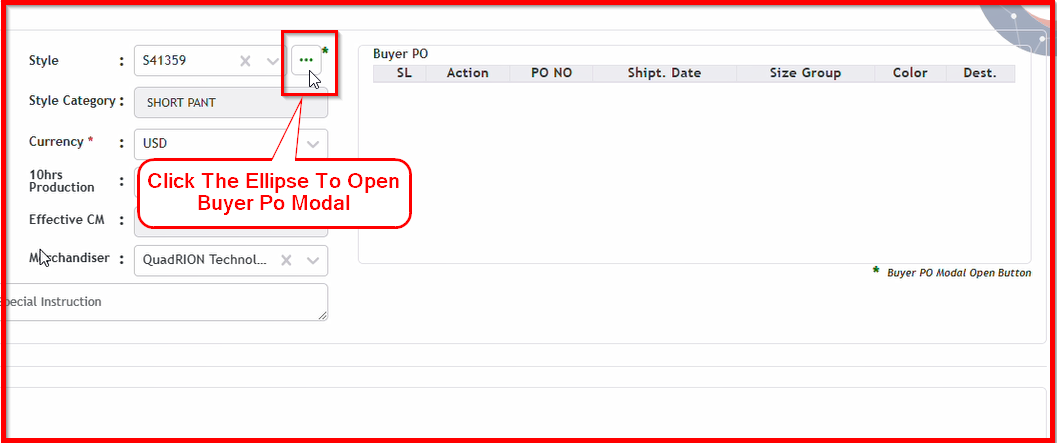 Style : S41359 ··· *
Style Category : SHORT PANT
Currency * : USD
10hrs
Production :
Effective CM :
Merchandiser : QuadRION Technol...
pecial Instruction
Click The Ellipse To Open
Buyer Po Modal
Buyer PO
SL Action PO NO Shipt. Date Size Group Color Dest.
* Buyer PO Modal Open Button